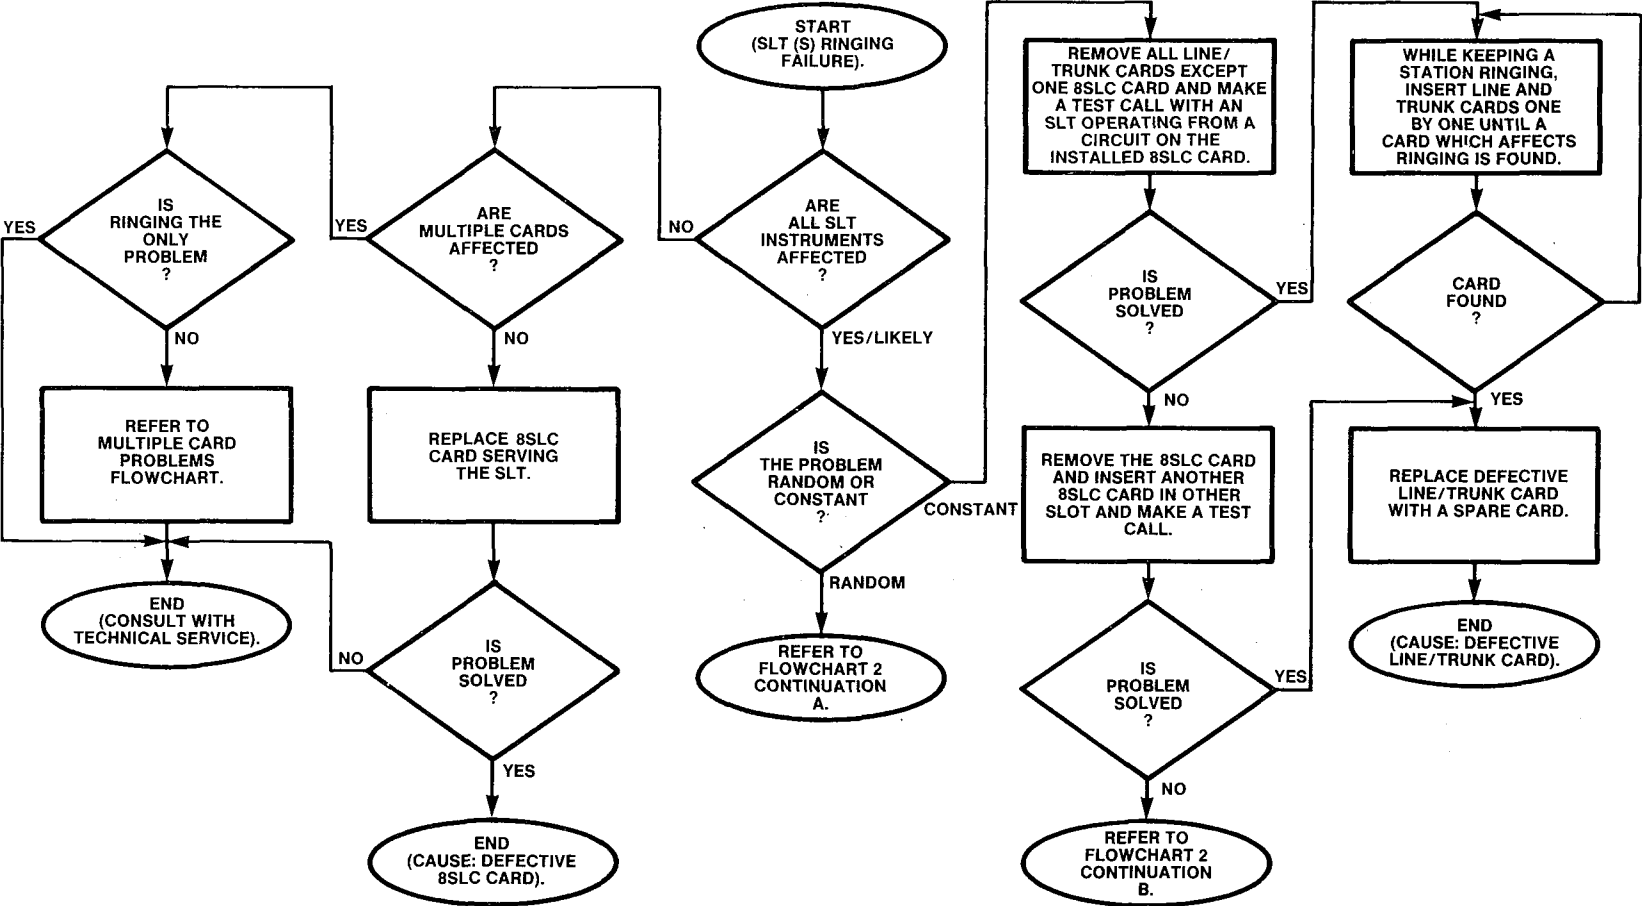 START
(SLT (S) RINGING
FAILURE).
ARE
ALL SLT
INSTRUMENTS
AFFECTED
?
NO
YES/LIKELY
ARE
MULTIPLE CARDS
AFFECTED
?
YES
NO
IS
RINGING THE
ONLY
PROBLEM
?
YES
NO
REFER TO
MULTIPLE CARD
PROBLEMS
FLOWCHART.
END
(CONSULT WITH
TECHNICAL SERVICE).
REPLACE 8SLC
CARD SERVING
THE SLT.
IS
PROBLEM
SOLVED
?
NO
YES
END
(CAUSE: DEFECTIVE
8SLC CARD).
IS
THE PROBLEM
RANDOM OR
CONSTANT
?
CONSTANT
RANDOM
REFER TO
FLOWCHART 2
CONTINUATION
A.
REMOVE ALL LINE/
TRUNK CARDS EXCEPT
ONE 8SLC CARD AND MAKE
A TEST CALL WITH AN
SLT OPERATING FROM A
CIRCUIT ON THE
INSTALLED 8SLC CARD.
IS
PROBLEM
SOLVED
?
YES
NO
REMOVE THE 8SLC CARD
AND INSERT ANOTHER
8SLC CARD IN OTHER
SLOT AND MAKE A TEST
CALL.
IS
PROBLEM
SOLVED
?
YES
NO
REFER TO
FLOWCHART 2
CONTINUATION
B.
WHILE KEEPING A
STATION RINGING,
INSERT LINE AND
TRUNK CARDS ONE
BY ONE UNTIL A
CARD WHICH AFFECTS
RINGING IS FOUND.
CARD
FOUND
?
YES
REPLACE DEFECTIVE
LINE/TRUNK CARD
WITH A SPARE CARD.
END
(CAUSE: DEFECTIVE
LINE/TRUNK CARD).